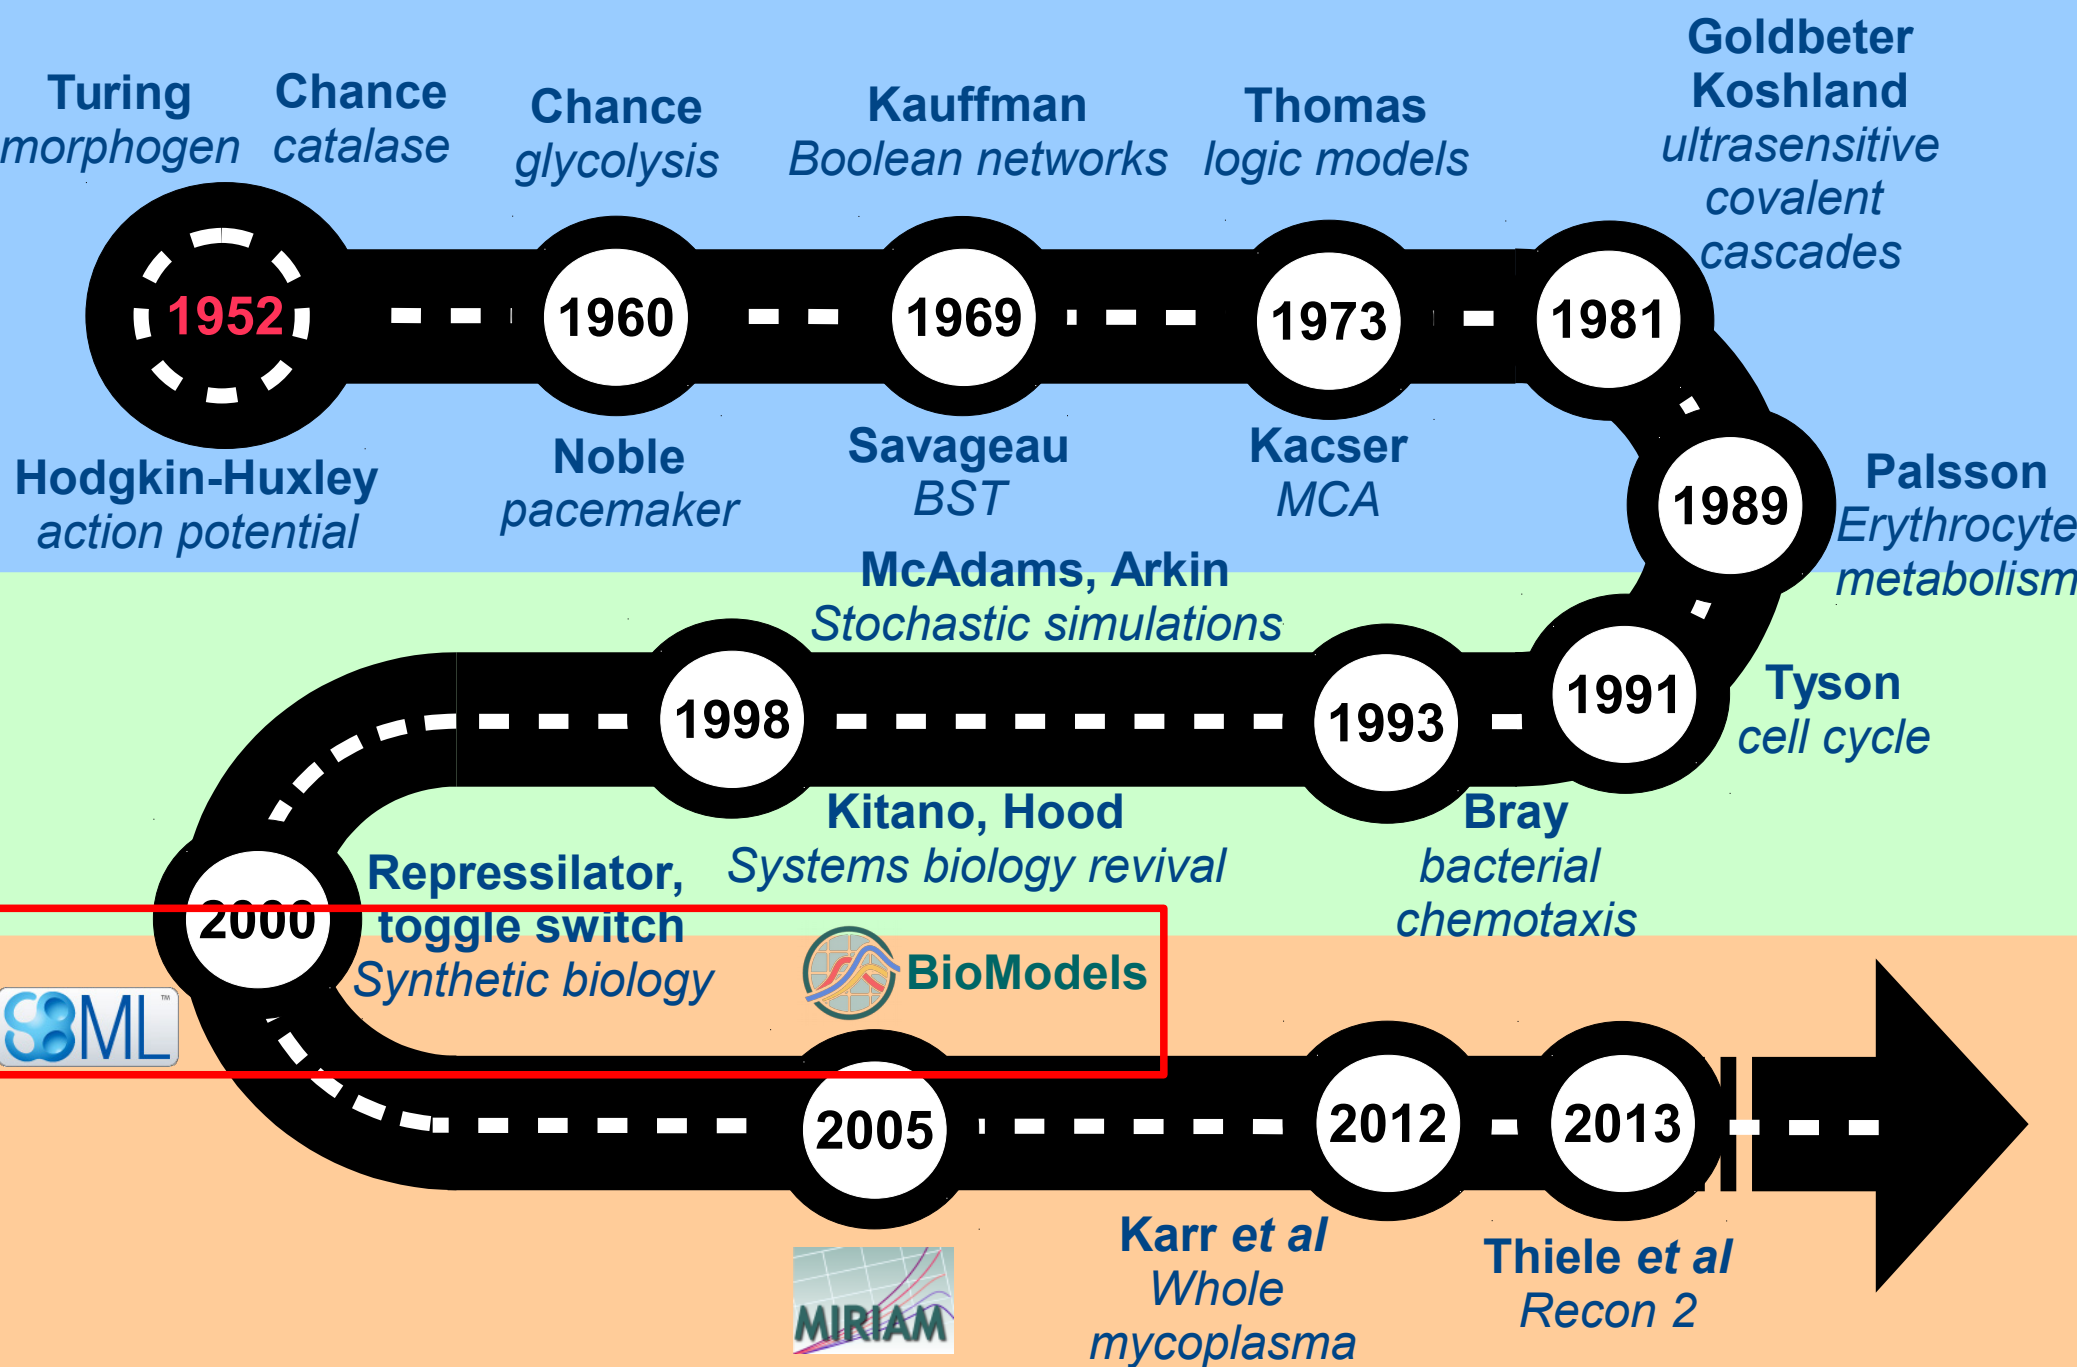 Turing
morphogen
Chance
catalase
Chance
glycolysis
Kauffman
Boolean networks
Thomas
logic models
Goldbeter
Koshland
ultrasensitive
covalent
cascades
1952
1960
1969
1973
1981
Hodgkin-Huxley
action potential
Noble
pacemaker
Savageau
BST
Kacser
MCA
1989
Palsson
Erythrocyte
metabolism
McAdams, Arkin
Stochastic simulations
1998
1993
1991
Tyson
cell cycle
Kitano, Hood
Systems biology revival
Bray
bacterial
chemotaxis
2000
Repressilator,
toggle switch
Synthetic biology
BioModels
SBML™
2005
2012
2013
MIRIAM
Karr et al
Whole
mycoplasma
Thiele et al
Recon 2